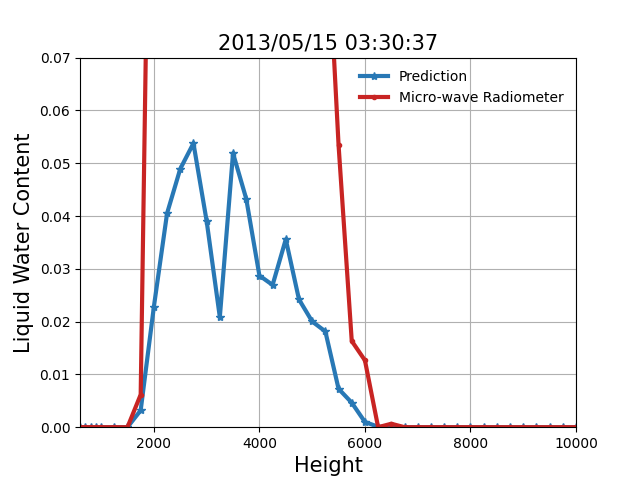 2013/05/15 03:30:37
Prediction
Micro-wave Radiometer
Liquid Water Content
0.07
0.06
0.05
0.04
0.03
0.02
0.01
0.00
2000 4000 6000 8000 10000
Height